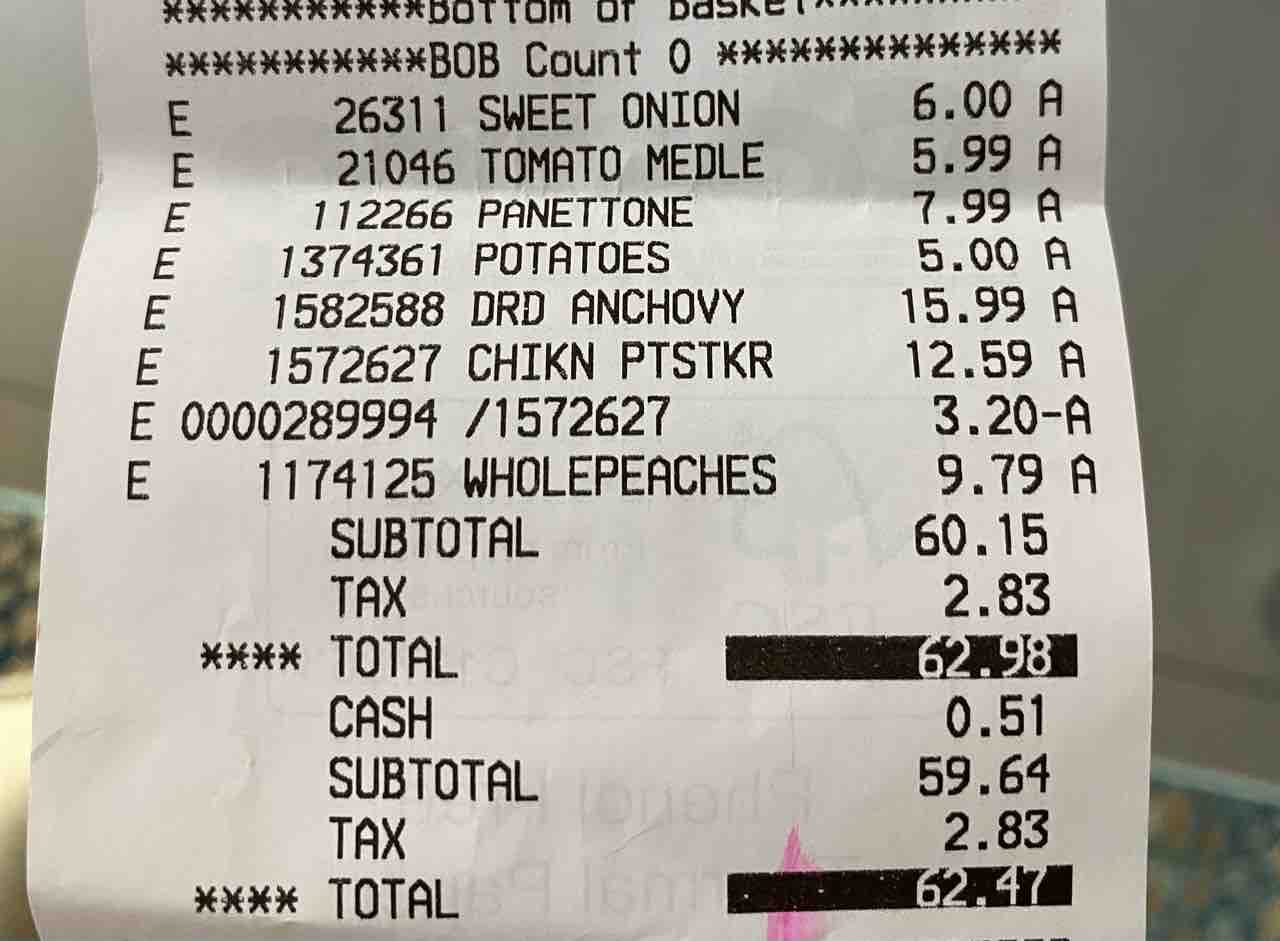 ***********Bottom of Basket***********
***********BOB Count 0 **************
E 26311 SWEET ONION 6.00 A
E 21046 TOMATO MEDLE 5.99 A
E 112266 PANETTONE 7.99 A
E 1374361 POTATOES 5.00 A
E 1582588 DRD ANCHOVY 15.99 A
E 1572627 CHIKN PTSTKR 12.59 A
E 0000289994 /1572627 3.20-A
E 1174125 WHOLEPEACHES 9.79 A
SUBTOTAL 60.15
TAX 2.83
**** TOTAL 62.98
CASH 0.51
SUBTOTAL 59.64
TAX 2.83
**** TOTAL 62.47